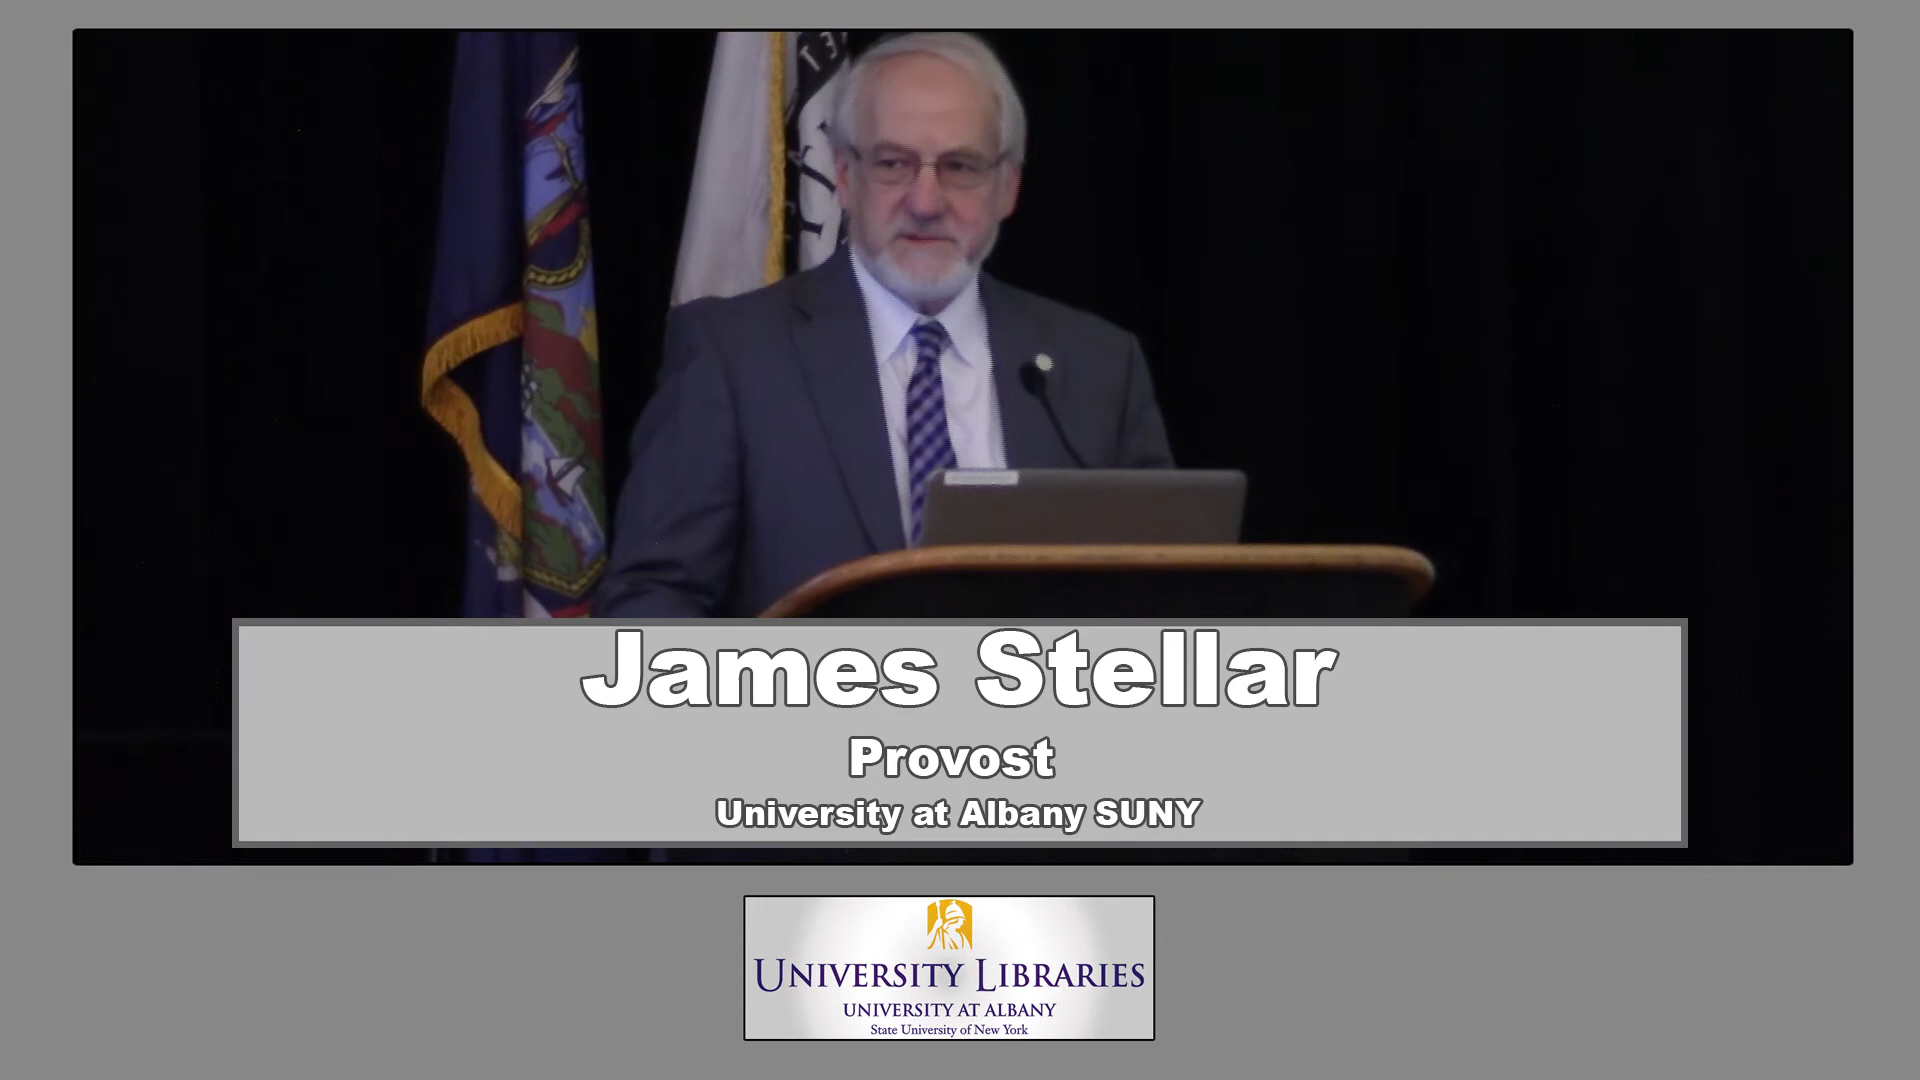 James Stellar
Provost
University at Albany SUNY
UNIVERSITY LIBRARIES
UNIVERSITY AT ALBANY
State University of New York